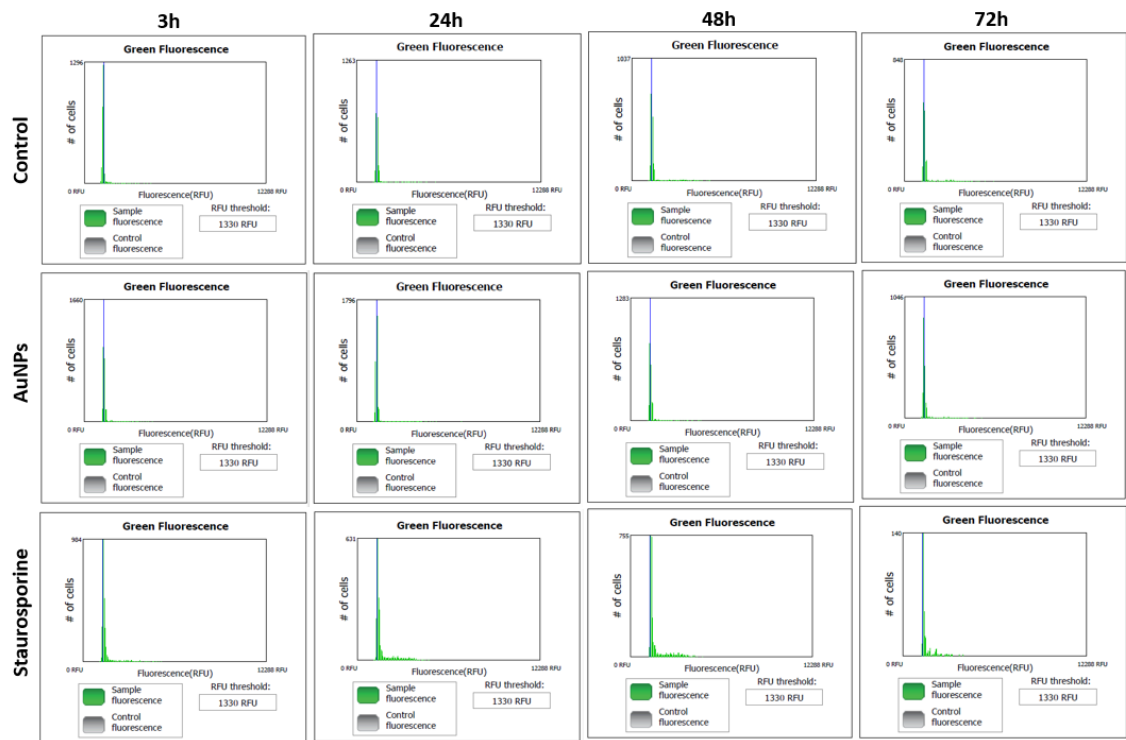 3h 24h 48h 72h
Control
Green Fluorescence
1296
# of cells
0 RFU Fluorescence(RFU) 12288 RFU
Sample fluorescence
Control fluorescence
RFU threshold:
1330 RFU
Green Fluorescence
1263
# of cells
0 RFU Fluorescence(RFU) 12288 RFU
Sample fluorescence
Control fluorescence
RFU threshold:
1330 RFU
Green Fluorescence
1037
# of cells
0 RFU Fluorescence(RFU) 12288 RFU
Sample fluorescence
Control fluorescence
RFU threshold:
1330 RFU
Green Fluorescence
848
# of cells
0 RFU Fluorescence(RFU) 12288 RFU
Sample fluorescence
Control fluorescence
RFU threshold:
1330 RFU
AuNPs
Green Fluorescence
1660
# of cells
0 RFU Fluorescence(RFU) 12288 RFU
Sample fluorescence
Control fluorescence
RFU threshold:
1330 RFU
Green Fluorescence
1796
# of cells
0 RFU Fluorescence(RFU) 12288 RFU
Sample fluorescence
Control fluorescence
RFU threshold:
1330 RFU
Green Fluorescence
1283
# of cells
0 RFU Fluorescence(RFU) 12288 RFU
Sample fluorescence
Control fluorescence
RFU threshold:
1330 RFU
Green Fluorescence
1046
# of cells
0 RFU Fluorescence(RFU) 12288 RFU
Sample fluorescence
Control fluorescence
RFU threshold:
1330 RFU
Staurosporine
Green Fluorescence
984
# of cells
0 RFU Fluorescence(RFU) 12288 RFU
Sample fluorescence
Control fluorescence
RFU threshold:
1330 RFU
Green Fluorescence
631
# of cells
0 RFU Fluorescence(RFU) 12288 RFU
Sample fluorescence
Control fluorescence
RFU threshold:
1330 RFU
Green Fluorescence
755
# of cells
0 RFU Fluorescence(RFU) 12288 RFU
Sample fluorescence
Control fluorescence
RFU threshold:
1330 RFU
Green Fluorescence
140
# of cells
0 RFU Fluorescence(RFU) 12288 RFU
Sample fluorescence
Control fluorescence
RFU threshold:
1330 RFU